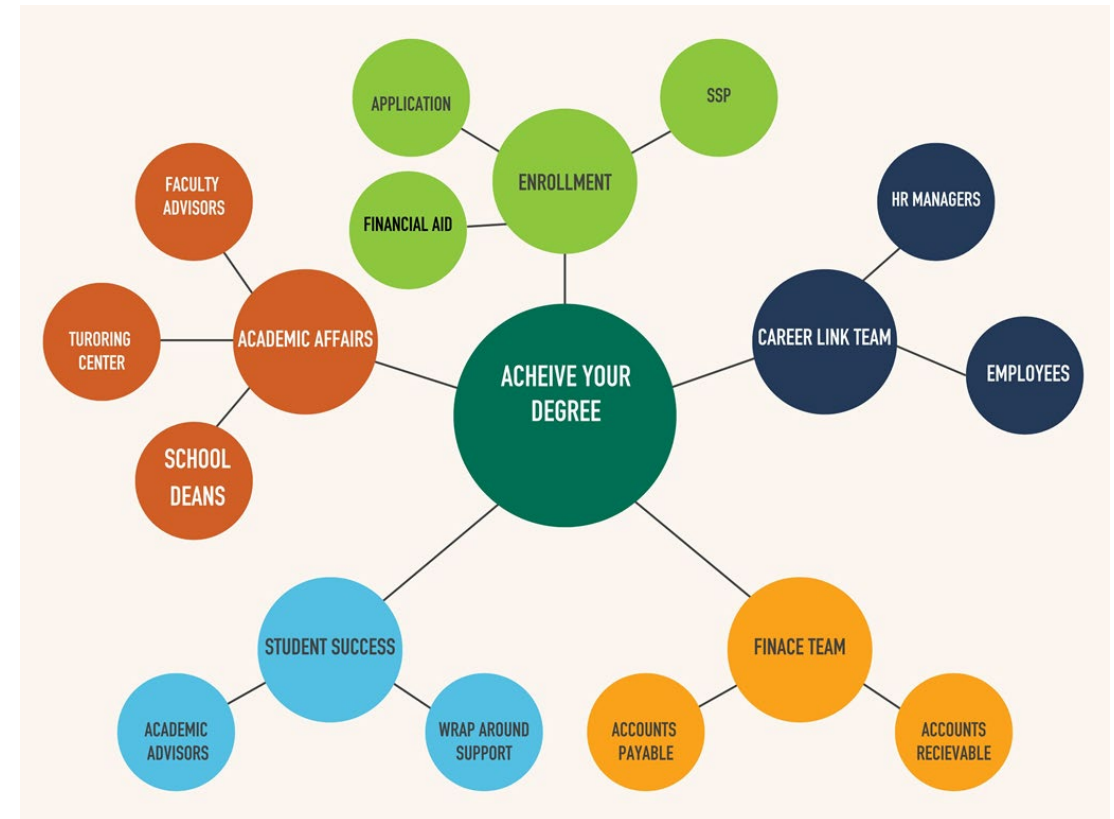 APPLICATION
SSP
ENROLLMENT
FINANCIAL AID
FACULTY
ADVISORS
HR MANAGERS
TURORING
CENTER
ACADEMIC AFFAIRS
CAREER LINK TEAM
EMPLOYEES
ACHEIVE YOUR
DEGREE
SCHOOL
DEANS
STUDENT SUCCESS
FINACE TEAM
ACADEMIC
ADVISORS
WRAP AROUND
SUPPORT
ACCOUNTS
PAYABLE
ACCOUNTS
RECIEVABLE